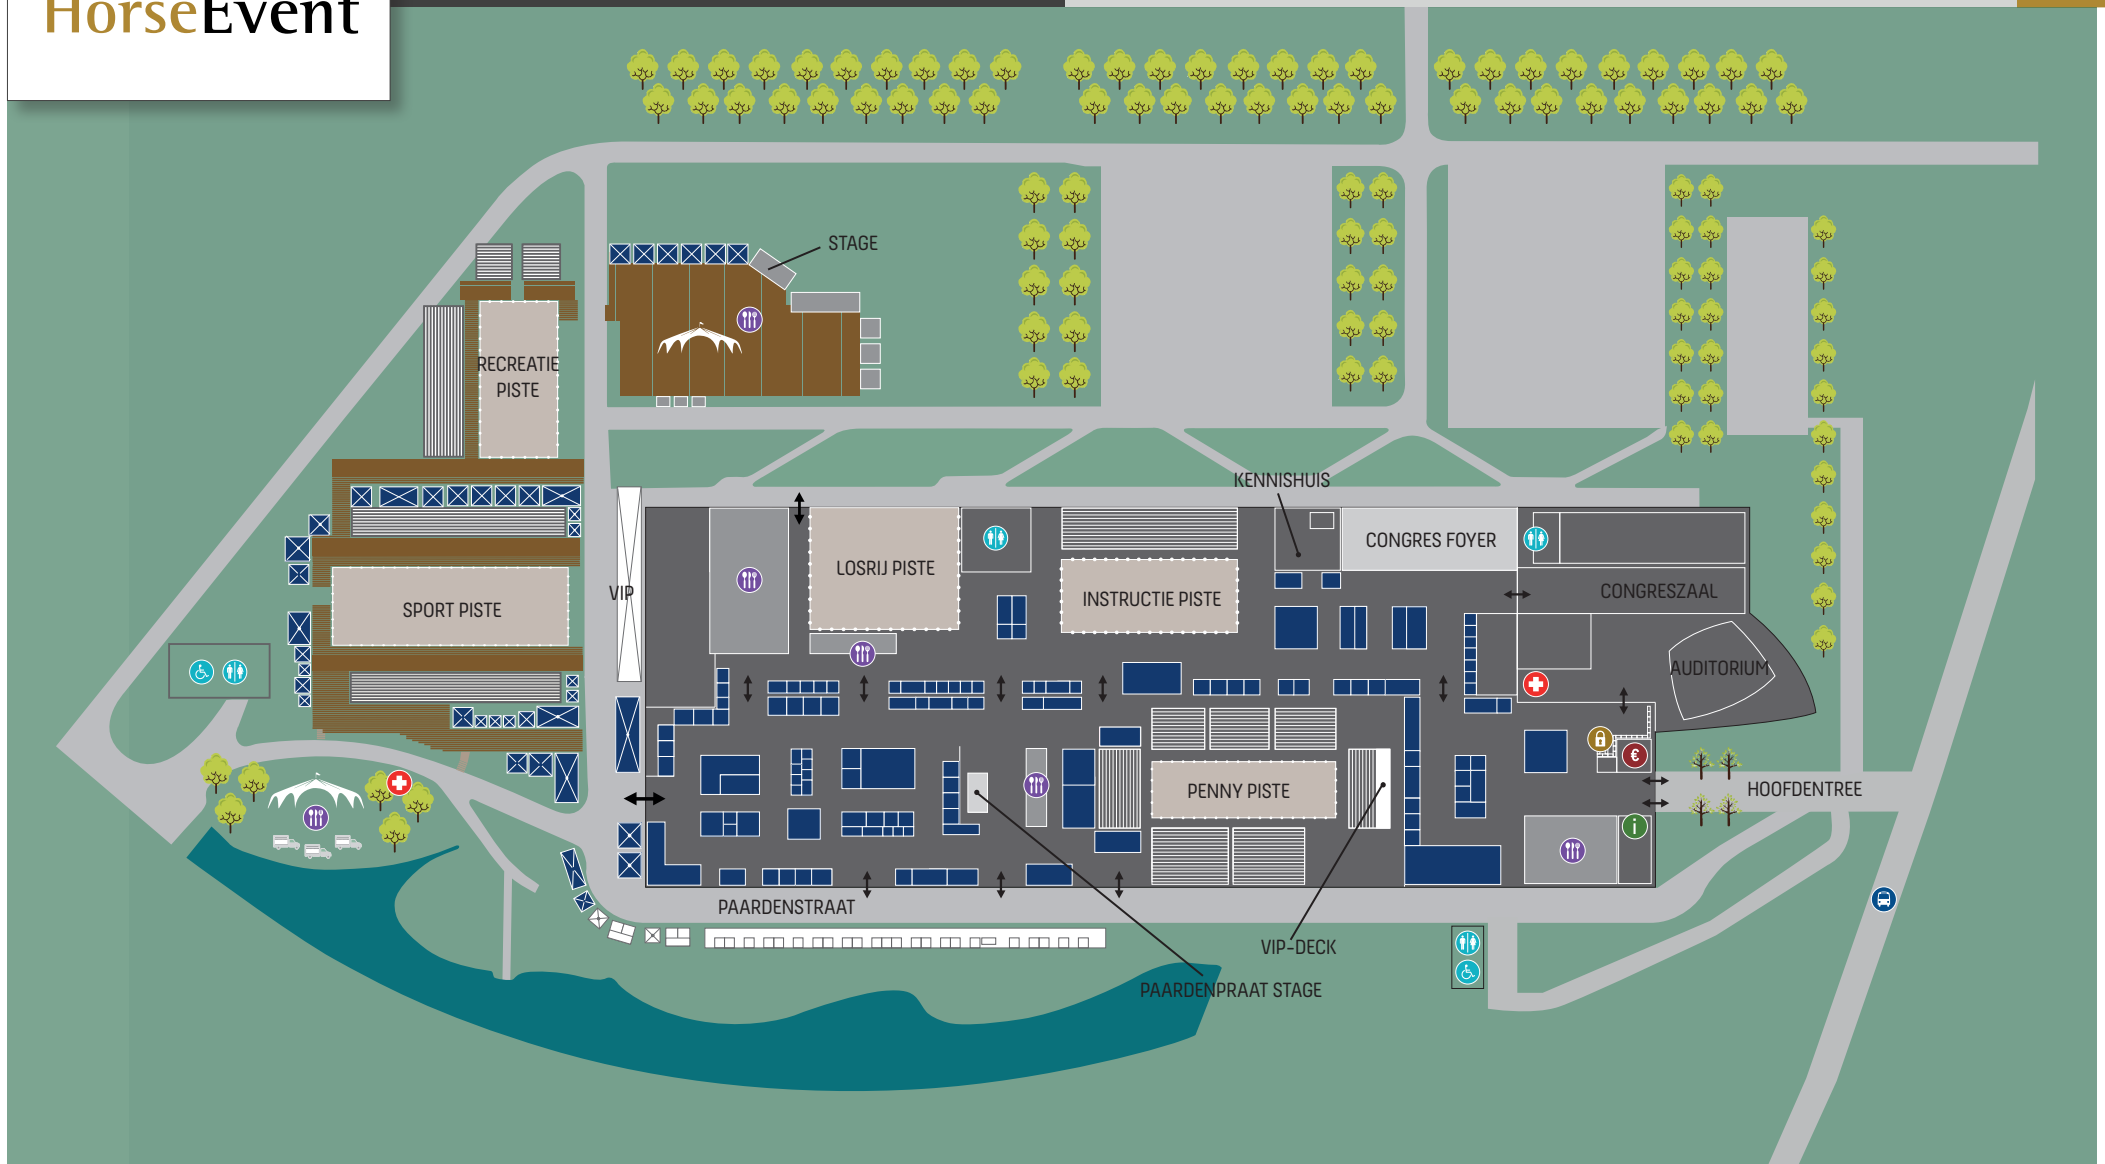 HorseEvent
STAGE
RECREATIE
PISTE
KENNISHUIS
CONGRES FOYER
LOSRIJ PISTE
INSTRUCTIE PISTE
CONGRESZAAL
VIP
SPORT PISTE
AUDITORIUM
€
HOOFDENTREE
PENNY PISTE
i
PAARDENSTRAAT
VIP-DECK
PAARDENPRAAT STAGE